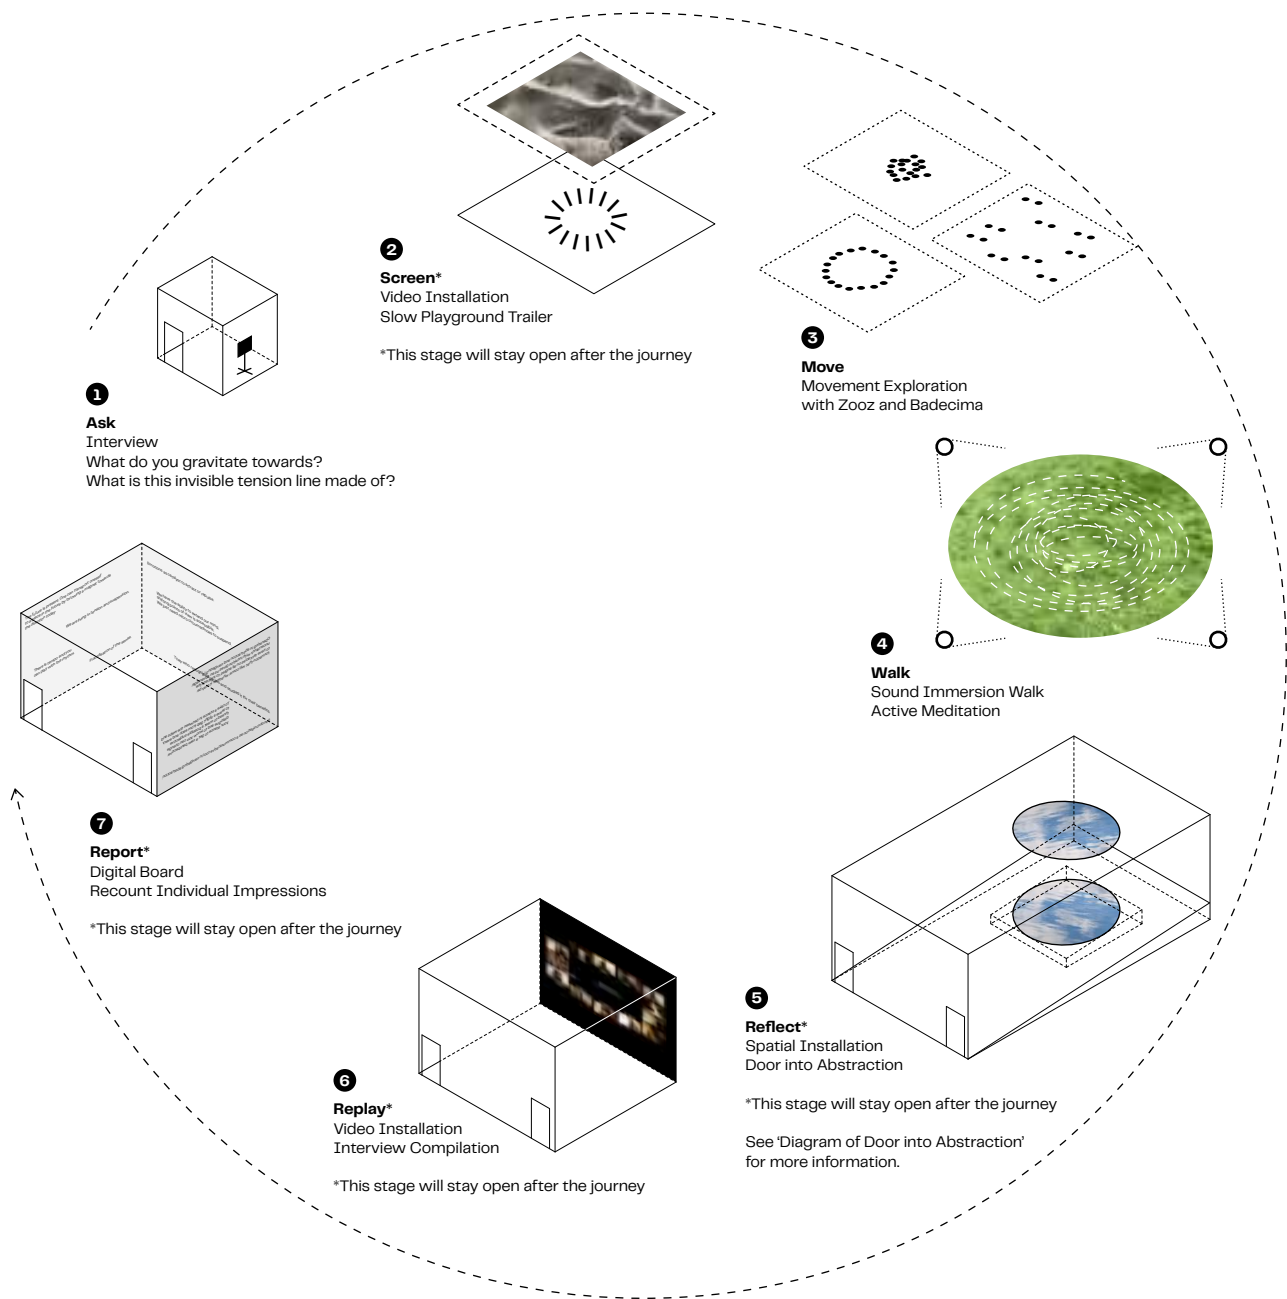 1
Ask
Interview
What do you gravitate towards?
What is this invisible tension line made of?
2
Screen*
Video Installation
Slow Playground Trailer
*This stage will stay open after the journey
3
Move
Movement Exploration
with Zooz and Badecima
4
Walk
Sound Immersion Walk
Active Meditation
5
Reflect*
Spatial Installation
Door into Abstraction
*This stage will stay open after the journey
See ‘Diagram of Door into Abstraction’
for more information.
6
Replay*
Video Installation
Interview Compilation
*This stage will stay open after the journey
7
Report*
Digital Board
Recount Individual Impressions
*This stage will stay open after the journey